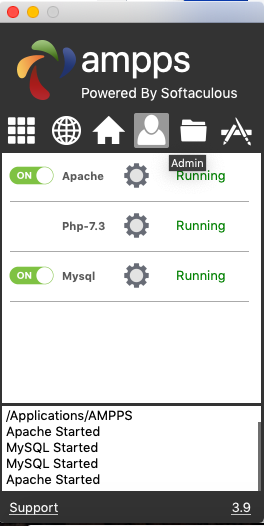 ampps
Powered By Softaculous
Admin
ON Apache Running
Php-7.3 Running
ON Mysql Running
/Applications/AMPPS
Apache Started
MySQL Started
MySQL Started
Apache Started
Support 3.9